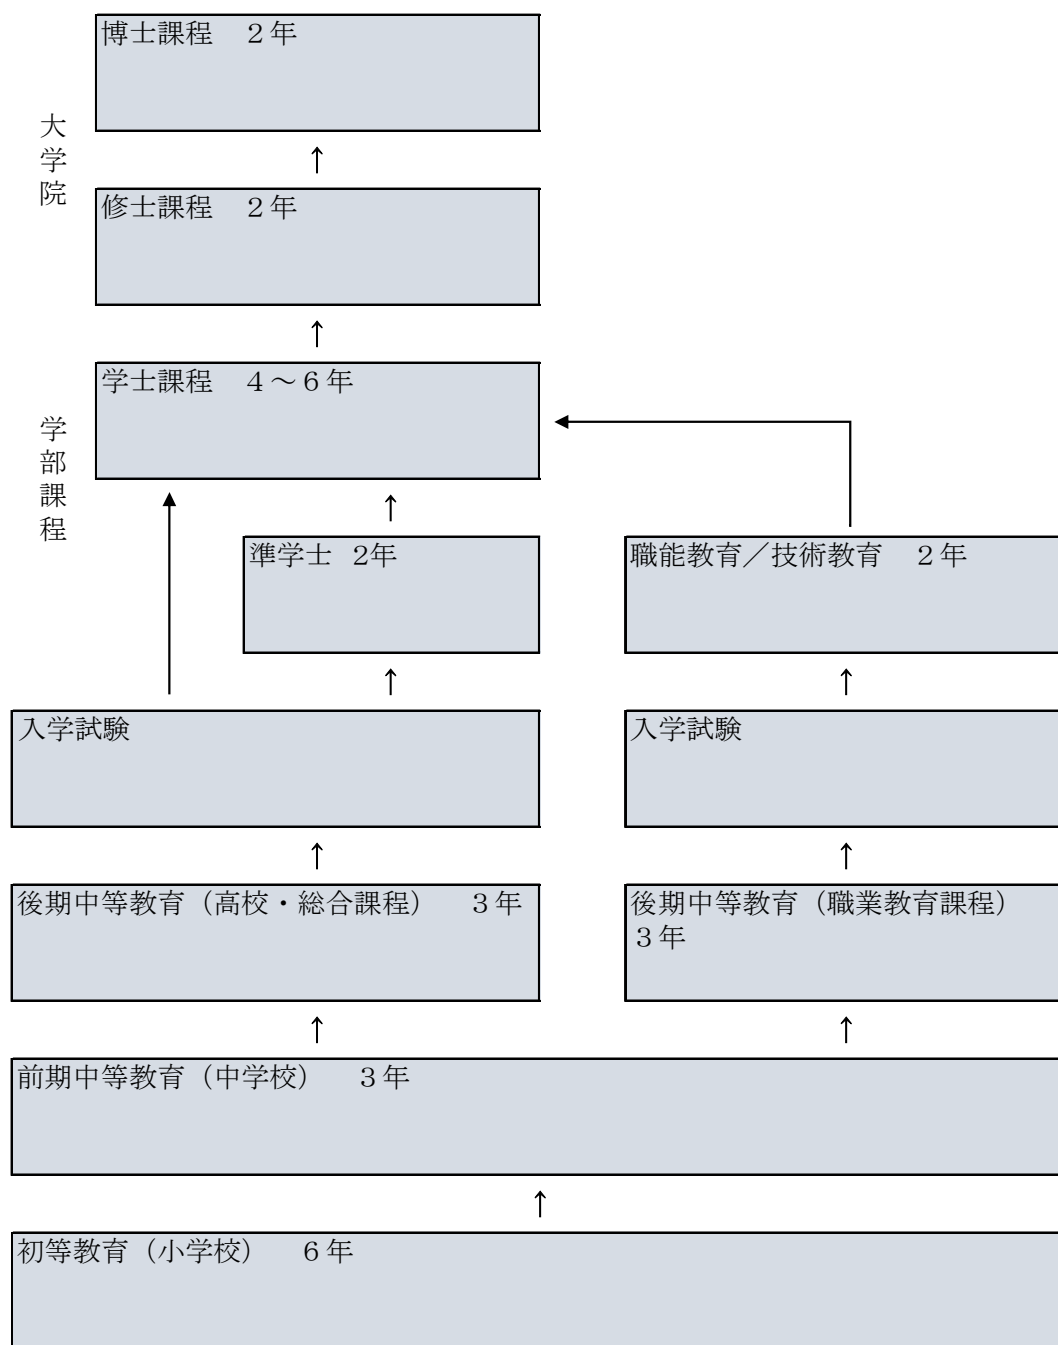 博士課程　２年
大学院
修士課程　２年
学士課程　４～６年
学部課程
準学士 2年
職能教育／技術教育　２年
入学試験
入学試験
後期中等教育（高校・総合課程）　３年
後期中等教育（職業教育課程）
３年
前期中等教育（中学校）　３年
初等教育（小学校）　６年